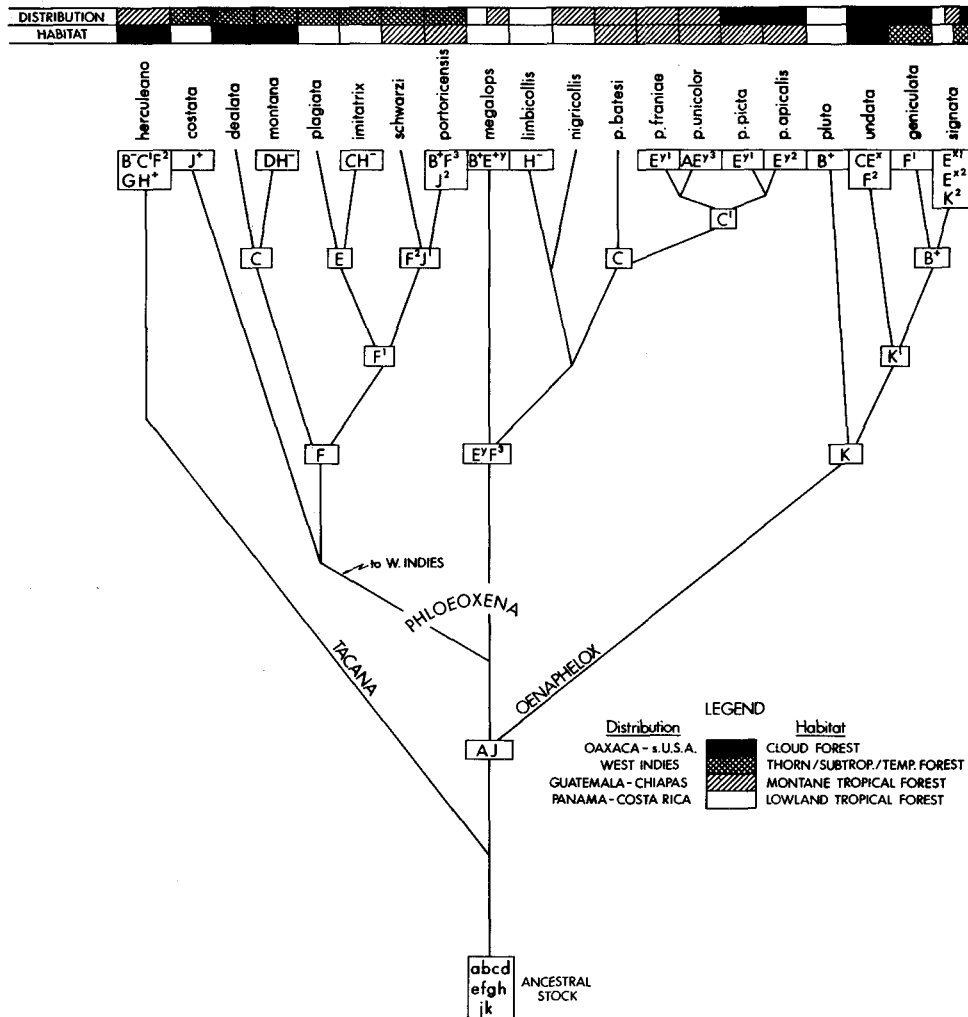 DISTRIBUTION
HABITAT
herculeano
costata
dealata
montana
plegiata
imitatrix
schwarzi
portoricensis
megalops
limbicollis
nigricollis
p. batesi
p. franiae
p. unicolor
p. picta
p. apicalis
pluto
undata
geniculata
signata
B⁻C¹F²
GH⁺
J⁺
DH⁻
CH⁻
B⁺F³
J²
B⁺E⁺ʸ
H⁻
Eʸ¹
AEʸ³
Eʸ¹
Eʸ²
B⁺
CEˣ
F²
F¹
Eˣ¹
Eˣ²
K²
C¹
C
E
F²J¹
C
B⁺
F¹
K¹
F
EʸF³
K
to W. INDIES
PHLOEOXENA
TACANA
OENAPHELOX
AJ
LEGEND
Distribution Habitat
OAXACA - s.U.S.A. CLOUD FOREST
WEST INDIES THORN/SUBTROP./TEMP. FOREST
GUATEMALA - CHIAPAS MONTANE TROPICAL FOREST
PANAMA - COSTA RICA LOWLAND TROPICAL FOREST
abcd
efgh
jk
ANCESTRAL
STOCK